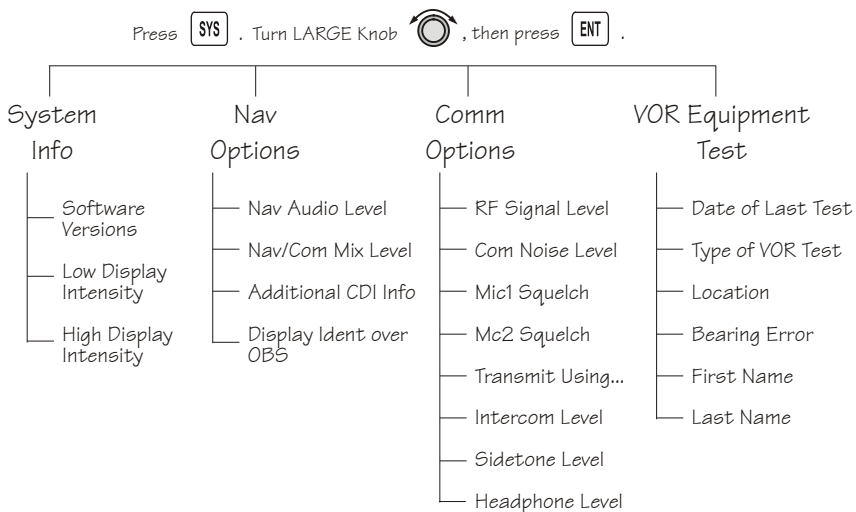 Press SYS . Turn LARGE Knob , then press ENT .
System
Info
Software
Versions
Low Display
Intensity
High Display
Intensity
Nav
Options
Nav Audio Level
Nav/Com Mix Level
Additional CDI Info
Display Ident over
OBS
Comm
Options
RF Signal Level
Com Noise Level
Mic1 Squelch
Mc2 Squelch
Transmit Using...
Intercom Level
Sidetone Level
Headphone Level
VOR Equipment
Test
Date of Last Test
Type of VOR Test
Location
Bearing Error
First Name
Last Name